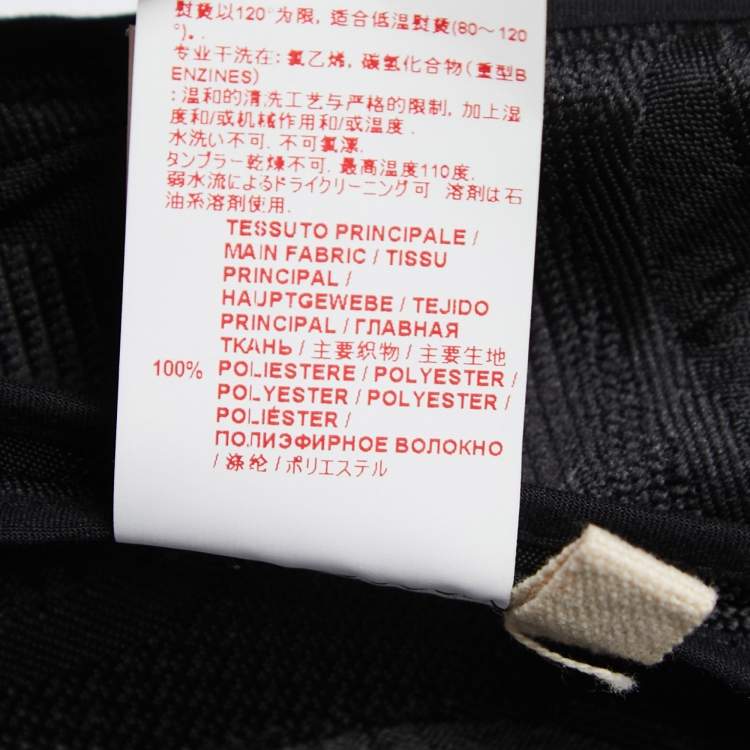 熨烫以120°为限, 适合低温熨烫(80～120
°)。.
专业干洗在: 氯乙烯, 碳氢化合物 (重型B
ENZINES)
; 温和的清洗工艺与严格的限制, 加上湿
度和/或机械作用和/或温度 .
水洗い不可. 不可氯漂.
タンブラー乾燥不可. 最高温度110度.
弱水流によるドライクリーニング可 溶剤は石
油系溶剤使用.
TESSUTO PRINCIPALE /
MAIN FABRIC / TISSU
PRINCIPAL /
HAUPTGEWEBE / TEJIDO
PRINCIPAL / ГЛАВНАЯ
ТКАНЬ / 主要织物 / 主要生地
100% POLIESTERE / POLYESTER /
POLYESTER / POLYESTER /
POLIÉSTER /
ПОЛИЭФИРНОЕ ВОЛОКНО
/ 涤纶 / ポリエステル